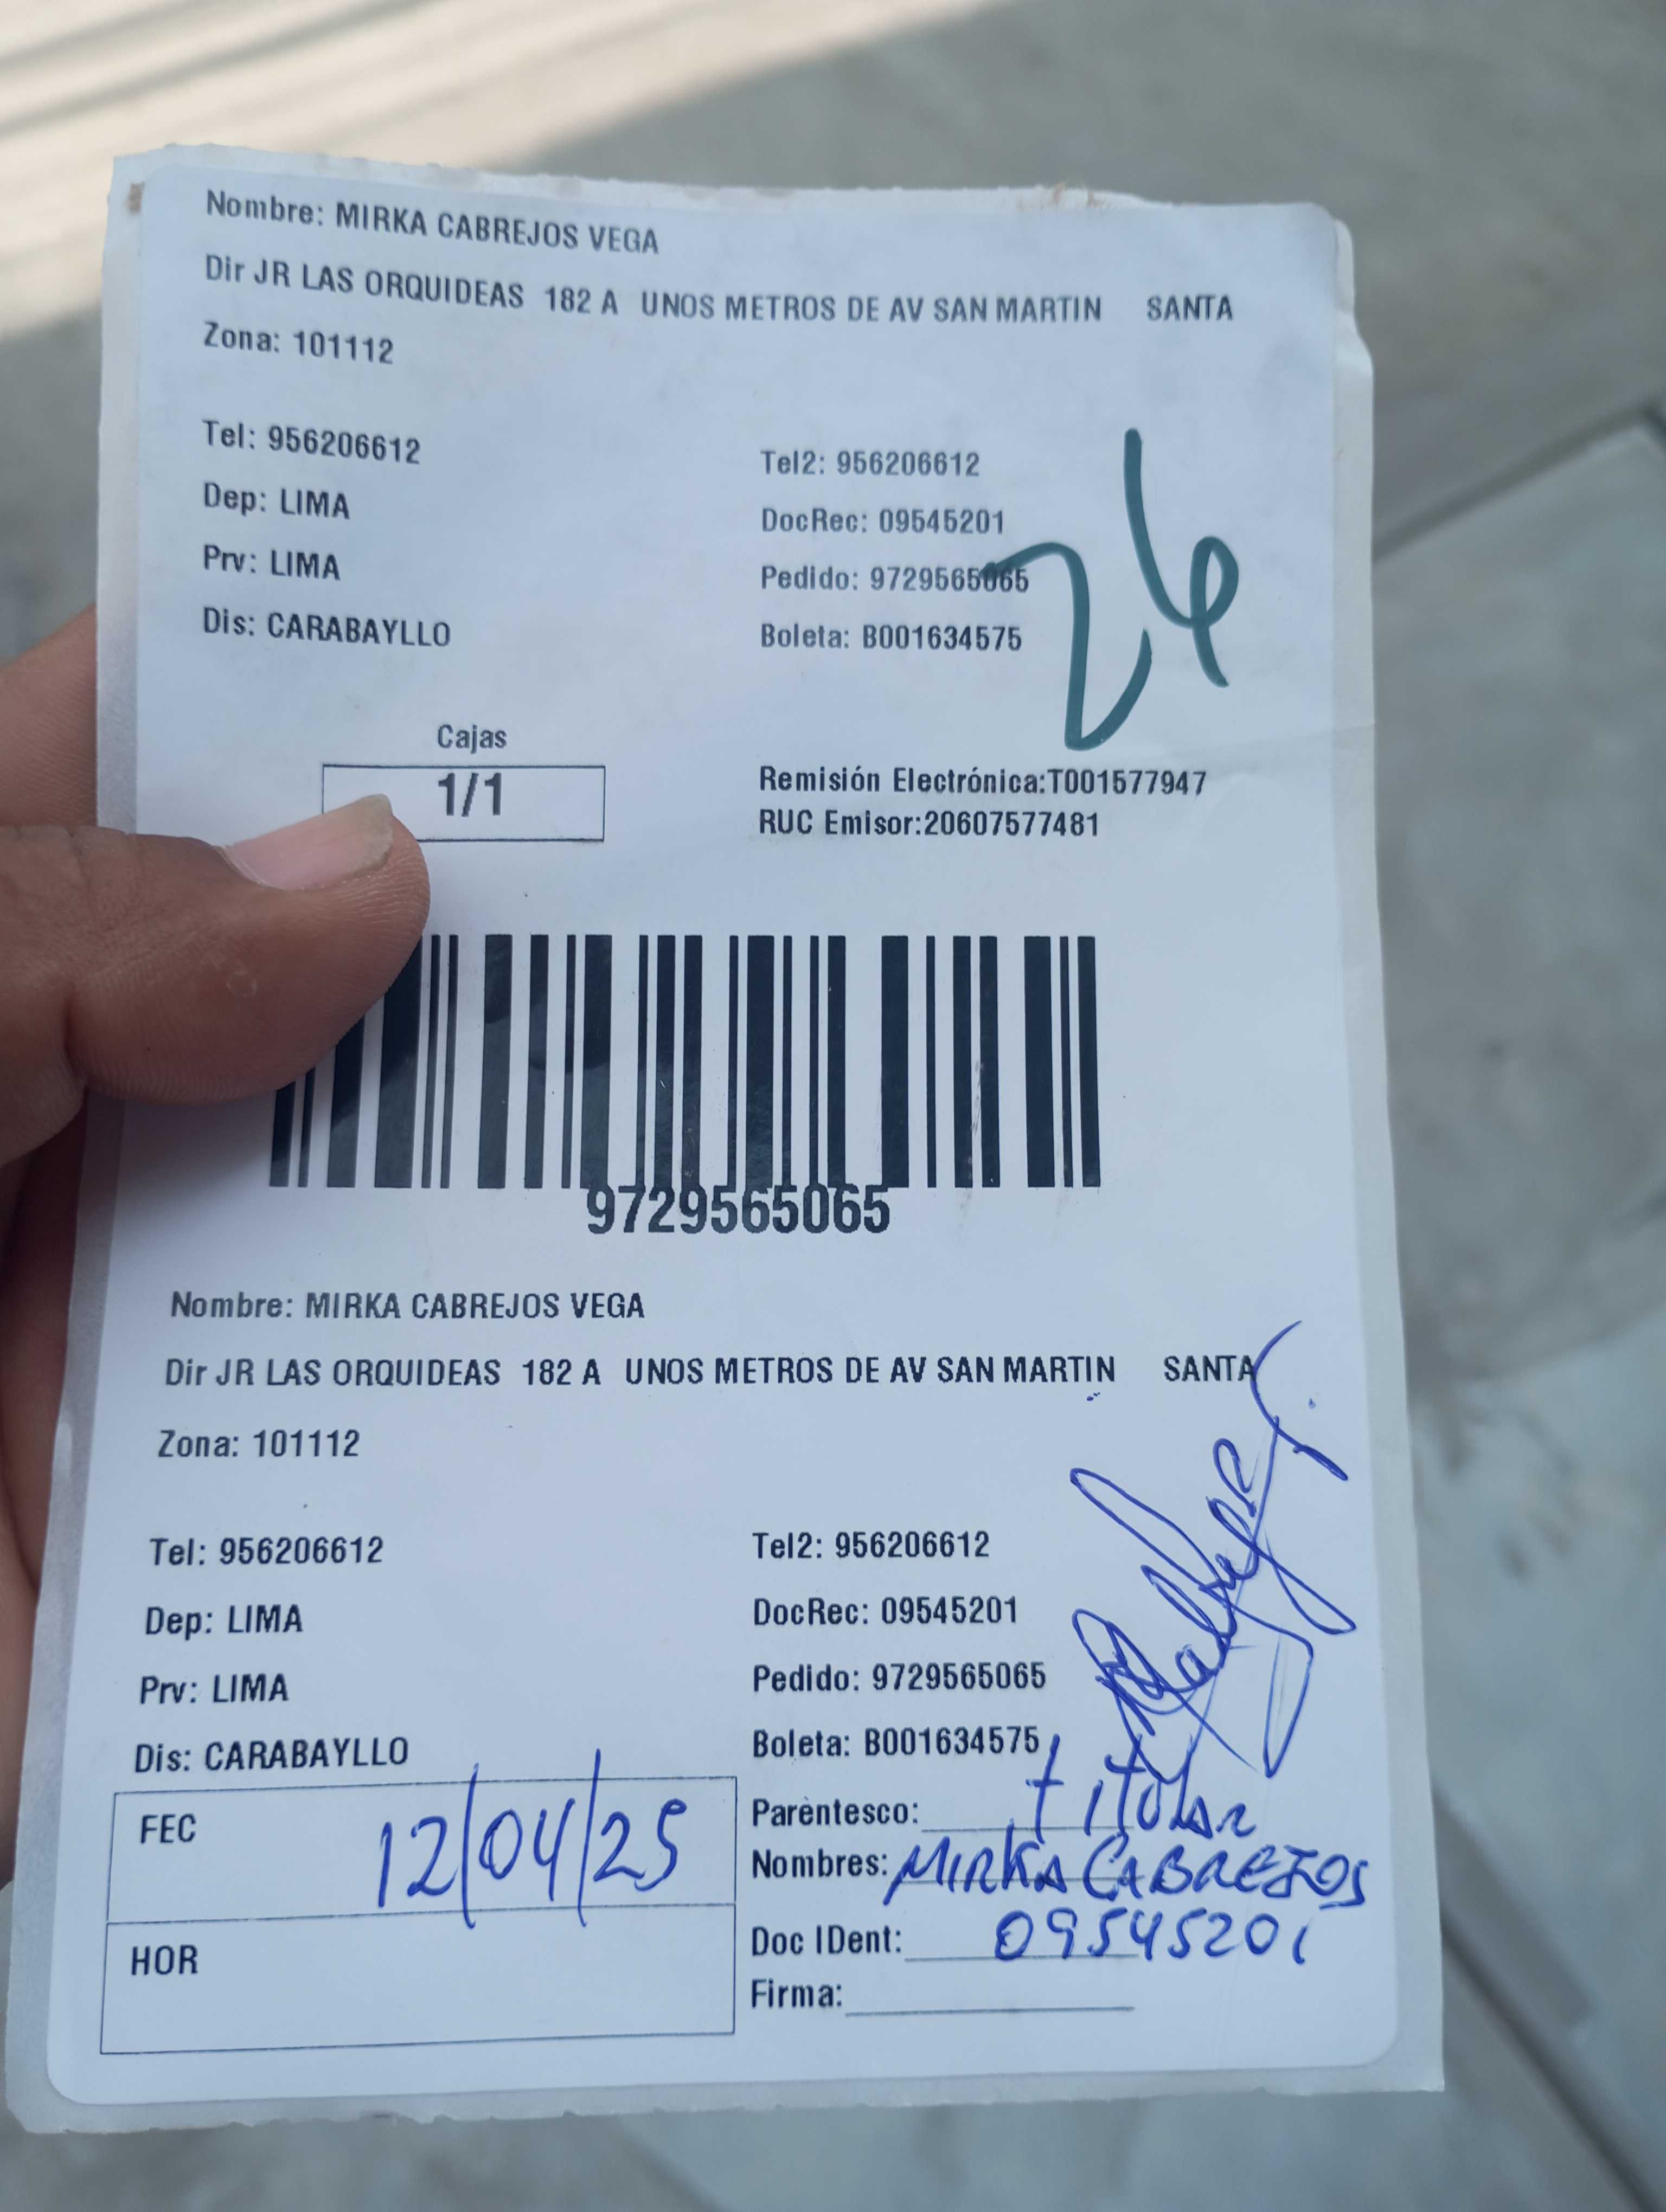 Nombre: MIRKA CABREJOS VEGA
Dir JR LAS ORQUIDEAS 182 A UNOS METROS DE AV SAN MARTIN SANTA
Zona: 101112
Tel: 956206612
Tel2: 956206612
Dep: LIMA
DocRec: 09545201
Prv: LIMA
Pedido: 9729565065
Dis: CARABAYLLO
Boleta: B001634575
26
Cajas
1/1
Remisión Electrónica:T001577947
RUC Emisor:20607577481
9729565065
Nombre: MIRKA CABREJOS VEGA
Dir JR LAS ORQUIDEAS 182 A UNOS METROS DE AV SAN MARTIN SANTA
Zona: 101112
Tel: 956206612
Tel2: 956206612
Dep: LIMA
DocRec: 09545201
Prv: LIMA
Pedido: 9729565065
Dis: CARABAYLLO
Boleta: B001634575
FEC 12/04/25
Parentesco: titular
Nombres: MIRKA CABREJOS
HOR
Doc IDent: 09545201
Firma: